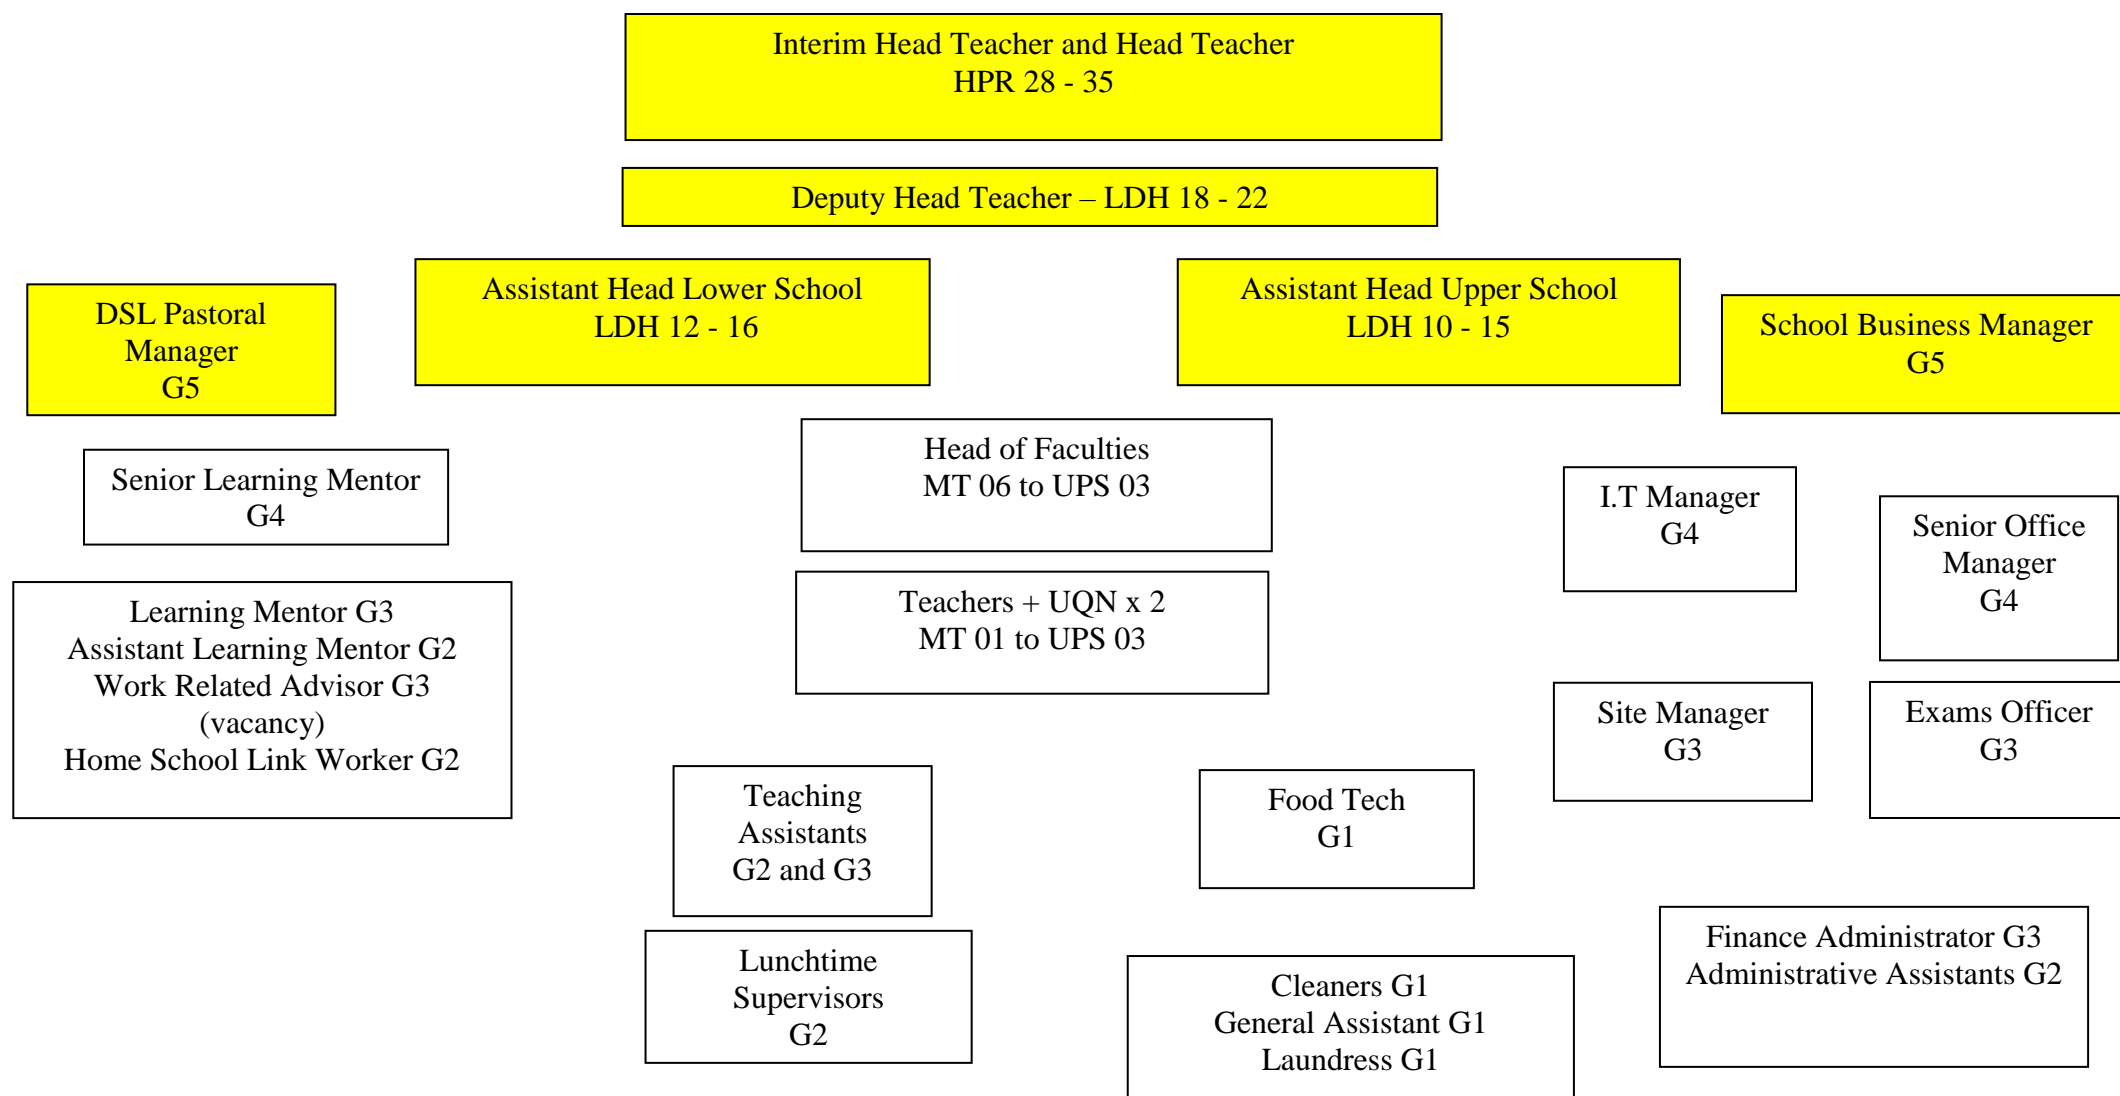 Interim Head Teacher and Head Teacher
HPR 28 - 35
Deputy Head Teacher – LDH 18 - 22
DSL Pastoral
Manager
G5
Assistant Head Lower School
LDH 12 - 16
Assistant Head Upper School
LDH 10 - 15
School Business Manager
G5
Senior Learning Mentor
G4
Head of Faculties
MT 06 to UPS 03
I.T Manager
G4
Senior Office
Manager
G4
Learning Mentor G3
Assistant Learning Mentor G2
Work Related Advisor G3
(vacancy)
Home School Link Worker G2
Teachers + UQN x 2
MT 01 to UPS 03
Site Manager
G3
Exams Officer
G3
Teaching
Assistants
G2 and G3
Food Tech
G1
Lunchtime
Supervisors
G2
Cleaners G1
General Assistant G1
Laundress G1
Finance Administrator G3
Administrative Assistants G2